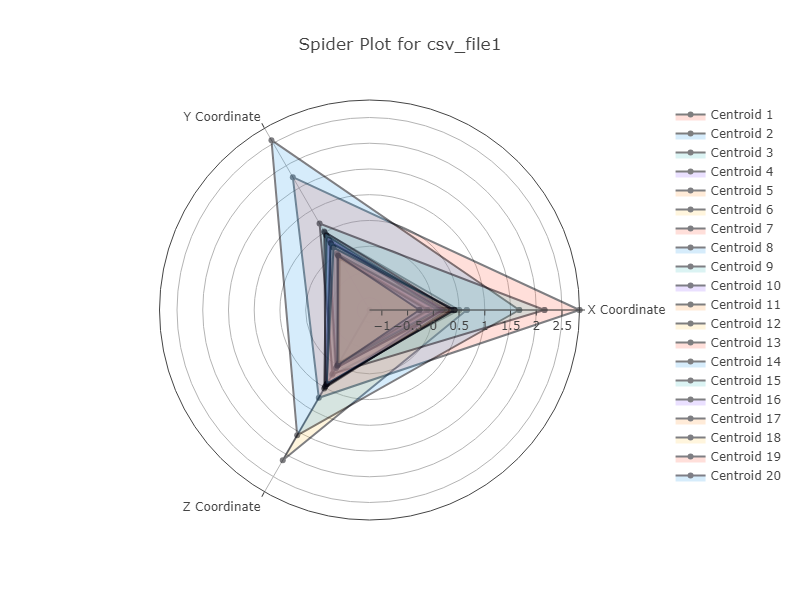 Spider Plot for csv_file1
Y Coordinate
X Coordinate
Z Coordinate
−1
−0.5
0
0.5
1
1.5
2
2.5
Centroid 1
Centroid 2
Centroid 3
Centroid 4
Centroid 5
Centroid 6
Centroid 7
Centroid 8
Centroid 9
Centroid 10
Centroid 11
Centroid 12
Centroid 13
Centroid 14
Centroid 15
Centroid 16
Centroid 17
Centroid 18
Centroid 19
Centroid 20